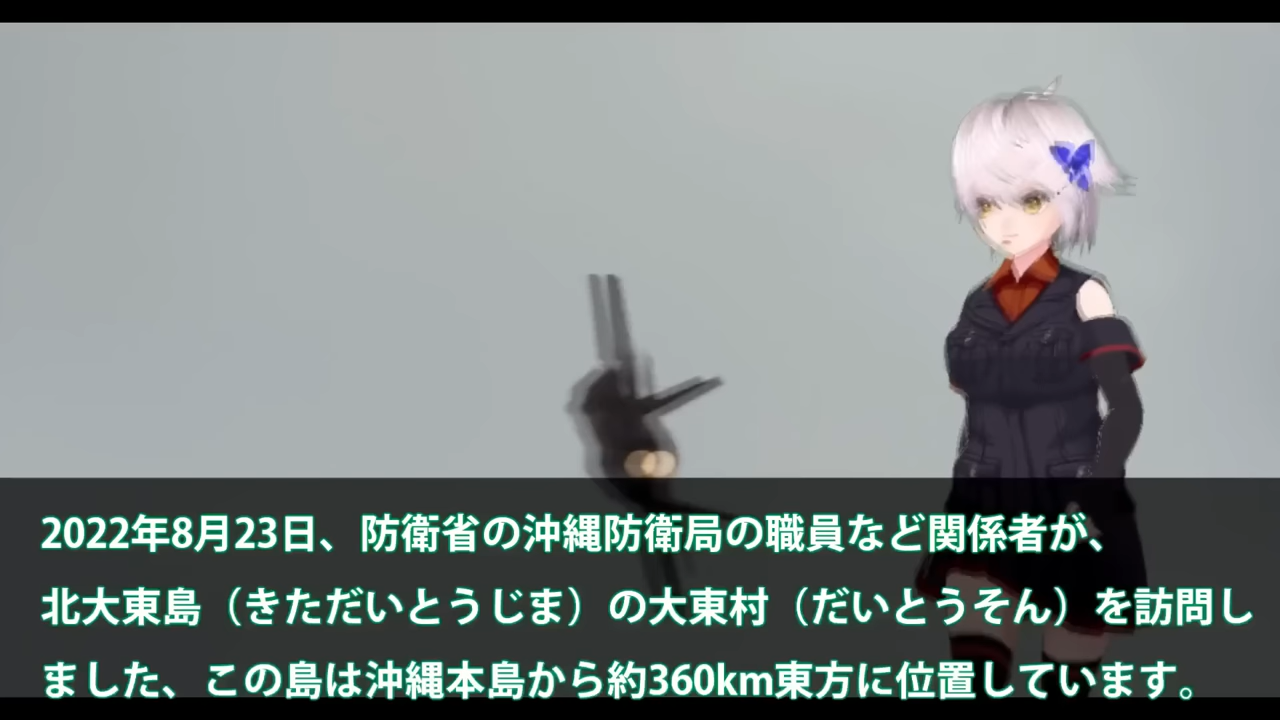 2022年8月23日、防衛省の沖縄防衛局の職員など関係者が、
北大東島（きただいとうじま）の大東村（だいとうそん）を訪問し
ました、この島は沖縄本島から約360km東方に位置しています。